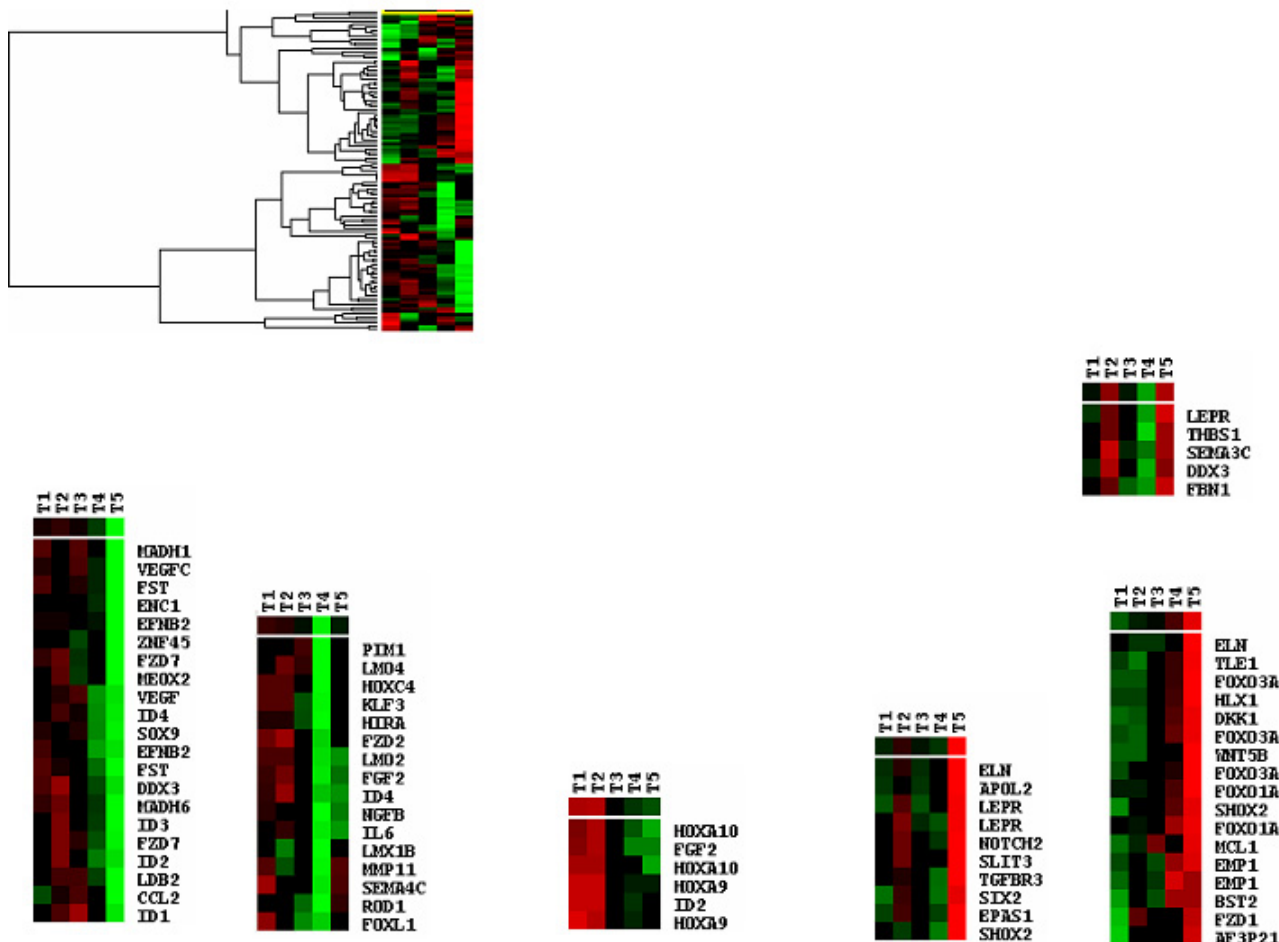 T1 T2 T3 T4 T5
LEPR
THBS1
SEMA3C
DDX3
FBN1
T1 T2 T3 T4 T5
MADH1
VEGFC
FST
ENC1
EFNB2
ZNF45
FZD7
MEOX2
VEGF
ID4
SOX9
EFNB2
FST
DDX3
MADH6
ID3
FZD7
ID2
LDB2
CCL2
ID1
T1 T2 T3 T4 T5
PIM1
LMO4
HOXC4
KLF3
HIRA
FZD2
LMO2
FGF2
ID4
NGFB
IL6
LMX1B
MMP11
SEMA4C
ROD1
FOXL1
T1 T2 T3 T4 T5
HOXA10
FGF2
HOXA10
HOXA9
ID2
HOXA9
T1 T2 T3 T4 T5
ELN
APOL2
LEPR
LEPR
NOTCH2
SLIT3
TGFBR3
SIX2
EPAS1
SHOX2
T1 T2 T3 T4 T5
ELN
TLE1
FOXO3A
HLX1
DKK1
FOXO3A
WNT5B
FOXO3A
FOXO1A
SHOX2
FOXO1A
MCL1
EMP1
EMP1
BST2
FZD1
AF3P21